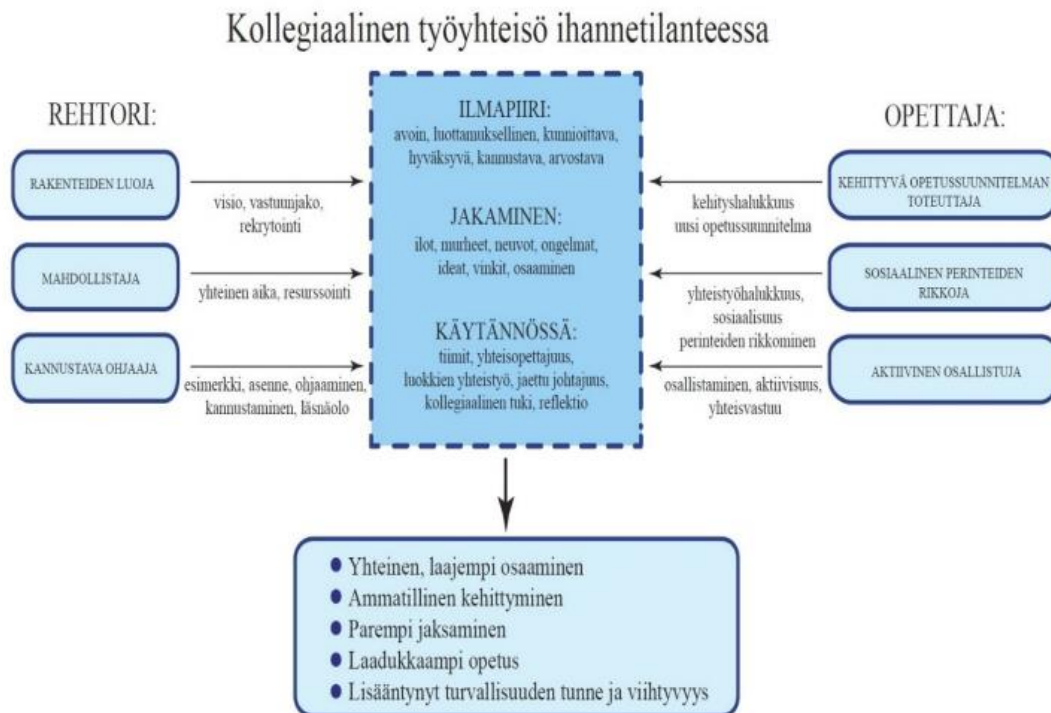 Kollegiaalinen työyhteisö ihannetilanteessa
REHTORI:
RAKENTEIDEN LUOJA
visio, vastuunjako,
rekrytointi
MAHDOLLISTAJA
yhteinen aika, resurssointi
KANNUSTAVA OHJAAJA
esimerkki, asenne, ohjaaminen,
kannustaminen, läsnäolo
ILMAPIIRI:
avoin, luottamuksellinen, kunnioittava,
hyväksyvä, kannustava, arvostava
JAKAMINEN:
ilot, murheet, neuvot, ongelmat,
ideat, vinkit, osaaminen
KÄYTÄNNÖSSÄ:
tiimit, yhteisopettajuus,
luokkien yhteistyö, jaettu johtajuus,
kollegiaalinen tuki, reflektio
OPETTAJA:
KEHITTYVÄ OPETUSSUUNNITELMAN
TOTEUTTAJA
kehityshalukkuus
uusi opetussuunnitelma
SOSIAALINEN PERINTEIDEN
RIKKOJA
yhteistyöhalukkuus,
sosiaalisuus
perinteiden rikkominen
AKTIIVINEN OSALLISTUJA
osallistaminen, aktiivisuus,
yhteisvastuu
● Yhteinen, laajempi osaaminen
● Ammatillinen kehittyminen
● Parempi jaksaminen
● Laadukkaampi opetus
● Lisääntynyt turvallisuuden tunne ja viihtyvyys